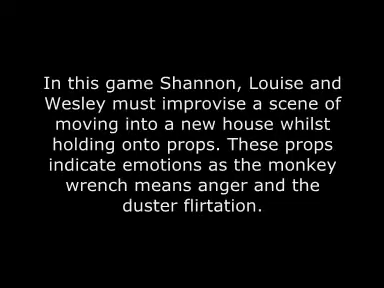 In this game Shannon, Louise and
Wesley must improvise a scene of
moving into a new house whilst
holding onto props. These props
indicate emotions as the monkey
wrench means anger and the
duster flirtation.